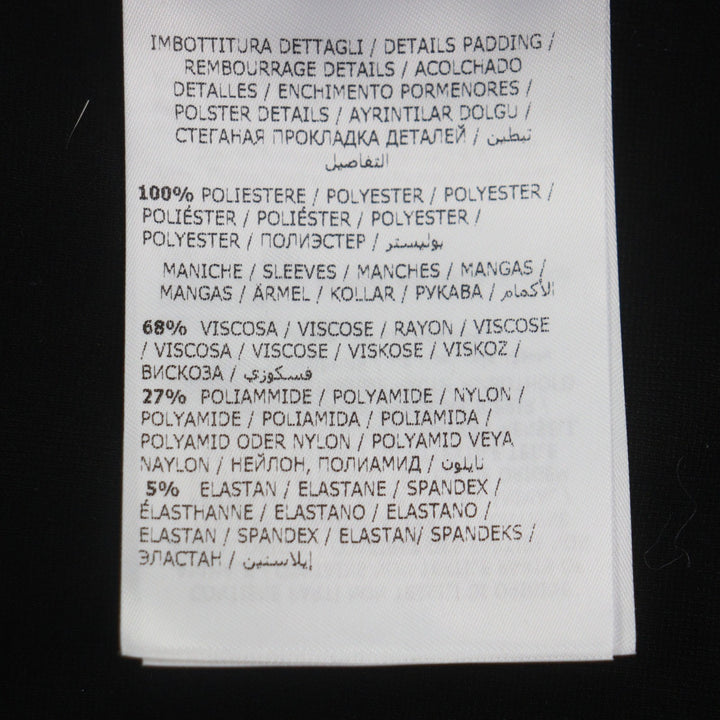 IMBOTTITURA DETTAGLI / DETAILS PADDING /
REMBOURRAGE DETAILS / ACOLCHADO
DETALLES / ENCHIMENTO PORMENORES /
POLSTER DETAILS / AYRINTILAR DOLGU /
СТЕГАНАЯ ПРОКЛАДКА ДЕТАЛЕЙ / تبطين
التفاصيل
100% POLIESTERE / POLYESTER / POLYESTER /
POLIÉSTER / POLIÉSTER / POLYESTER /
POLYESTER / ПОЛИЭСТЕР / بوليستر
MANICHE / SLEEVES / MANCHES / MANGAS /
MANGAS / ÄRMEL / KOLLAR / РУКАВА / الأكمام
68% VISCOSA / VISCOSE / RAYON / VISCOSE
/ VISCOSA / VISCOSE / VISKOSE / VISKOZ /
ВИСКОЗА / فسكوزي
27% POLIAMMIDE / POLYAMIDE / NYLON /
POLYAMIDE / POLIAMIDA / POLIAMIDA /
POLYAMID ODER NYLON / POLYAMID VEYA
NAYLON / НЕЙЛОН, ПОЛИАМИД / نايلون
5% ELASTAN / ELASTANE / SPANDEX /
ÉLASTHANNE / ELASTANO / ELASTANO /
ELASTAN / SPANDEX / ELASTAN/ SPANDEKS /
ЭЛАСТАН / إيلاستين